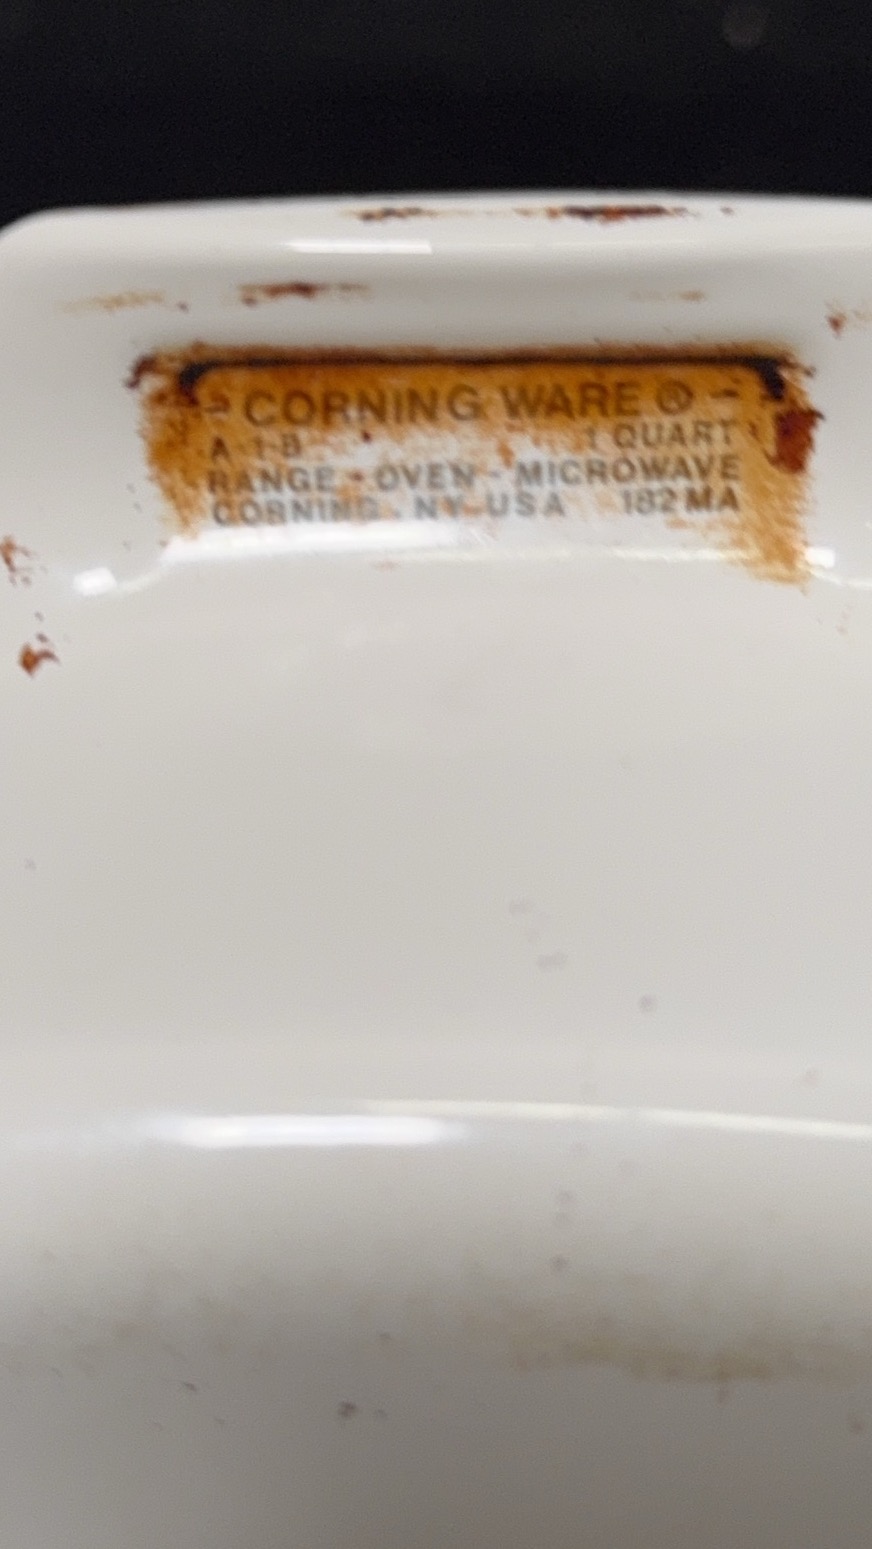 - CORNING WARE ® -
A-1-B 1 QUART
RANGE - OVEN - MICROWAVE
CORNING, NY USA 182 MA